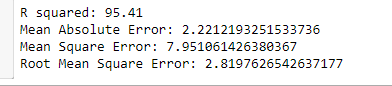 R squared: 95.41
Mean Absolute Error: 2.2212193251533736
Mean Square Error: 7.951061426380367
Root Mean Square Error: 2.8197626542637177